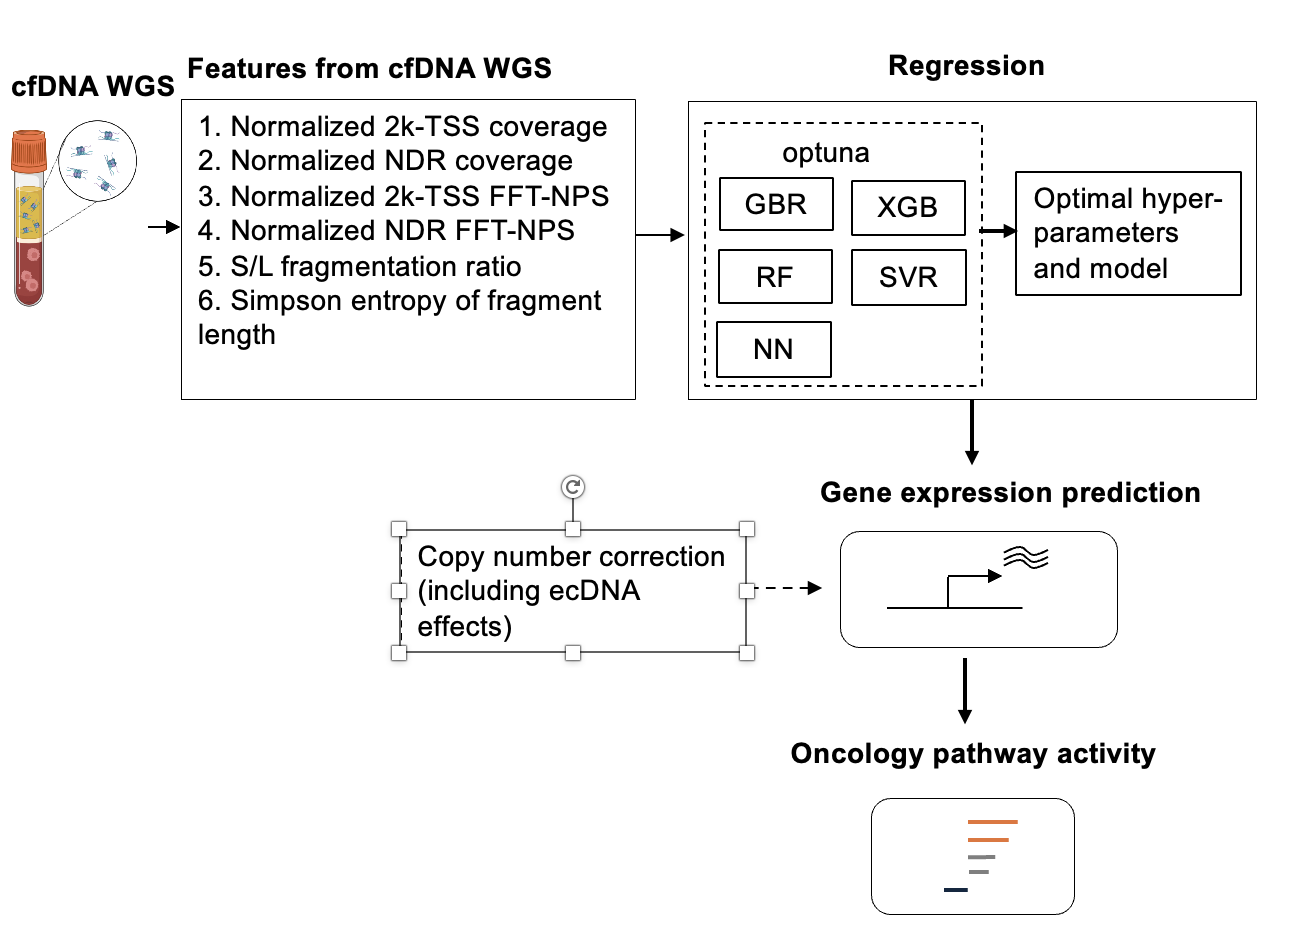 cfDNA WGS
Features from cfDNA WGS
1. Normalized 2k-TSS coverage
2. Normalized NDR coverage
3. Normalized 2k-TSS FFT-NPS
4. Normalized NDR FFT-NPS
5. S/L fragmentation ratio
6. Simpson entropy of fragment
length
Regression
optuna
GBR
XGB
RF
SVR
NN
Optimal hyper-
parameters
and model
Gene expression prediction
Copy number correction
(including ecDNA
effects)
Oncology pathway activity